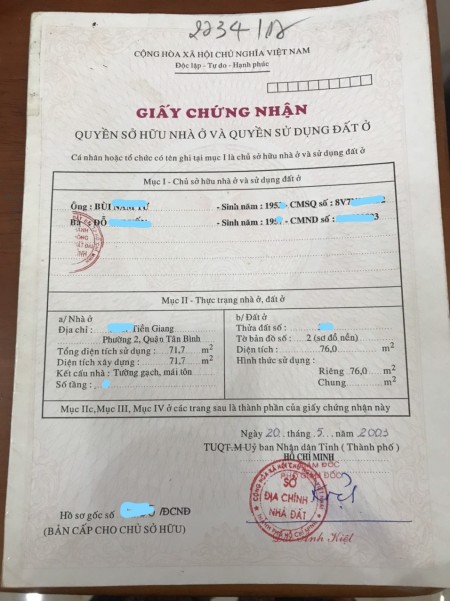 2234/02
CỘNG HÒA XÃ HỘI CHỦ NGHĨA VIỆT NAM
Độc lập - Tự do - Hạnh phúc
GIẤY CHỨNG NHẬN
QUYỀN SỞ HỮU NHÀ Ở VÀ QUYỀN SỬ DỤNG ĐẤT Ở
Cá nhân hoặc tổ chức có tên ghi tại mục I là chủ sở hữu nhà ở và sử dụng đất ở
Mục I - Chủ sở hữu nhà ở và sử dụng đất ở
Ông : BÙI - Sinh năm : 195 - CMSQ số : 8V7
Bà : ĐỖ - Sinh năm : 195 - CMND số :
Mục II - Thực trạng nhà ở, đất ở
a/ Nhà ở
Địa chỉ : Tiền Giang
Phường 2, Quận Tân Bình
Tổng diện tích sử dụng : 71,7 m2
Diện tích xây dựng : 71,7 m2
Kết cấu nhà : Tường gạch, mái tôn
Số tầng :
b/ Đất ở
Thửa đất số :
Tờ bản đồ số : 2 (sơ đồ nền)
Diện tích : 76,0 m2
Hình thức sử dụng :
Riêng : 76,0 m2
Chung m2
Mục IIc, Mục III, Mục IV ở các trang sau là thành phần của giấy chứng nhận này
Ngày 20 tháng 5 năm 2003
TUQT.M Uỷ ban Nhân dân Tỉnh ( Thành phố )
HỒ CHÍ MINH
SỞ
ĐỊA CHÍNH
NHÀ ĐẤT
Hồ sơ gốc số /ĐCNĐ
(BẢN CẤP CHO CHỦ SỞ HỮU)